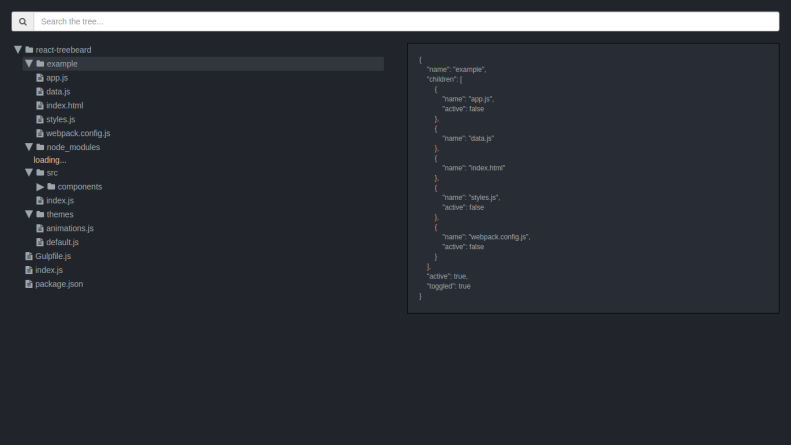 Search the tree...
react-treebeard
example
app.js
data.js
index.html
styles.js
webpack.config.js
node_modules
loading...
src
components
index.js
themes
animations.js
default.js
Gulpfile.js
index.js
package.json
{
"name": "example",
"children": [
{
"name": "app.js",
"active": false
},
{
"name": "data.js"
},
{
"name": "index.html"
},
{
"name": "styles.js",
"active": false
},
{
"name": "webpack.config.js",
"active": false
}
],
"active": true,
"toggled": true
}